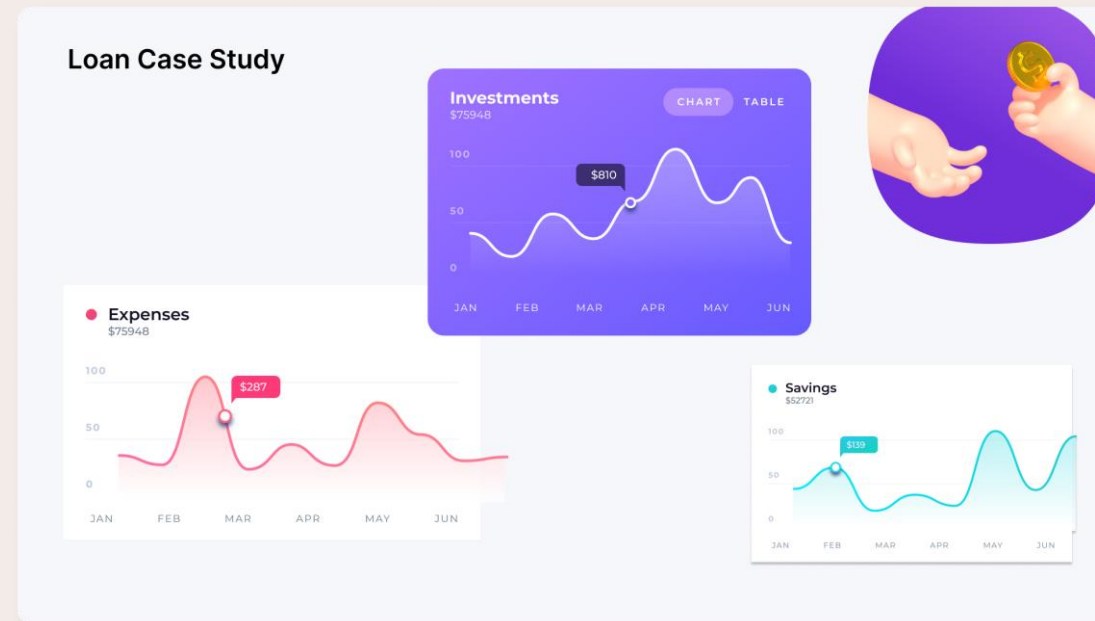 Loan Case Study
Investments
$75948
CHART TABLE
100
$810
50
0
JAN FEB MAR APR MAY JUN
Expenses
$75948
100
$287
50
0
JAN FEB MAR APR MAY JUN
Savings
$52721
100
$139
50
0
JAN FEB MAR APR MAY JUN